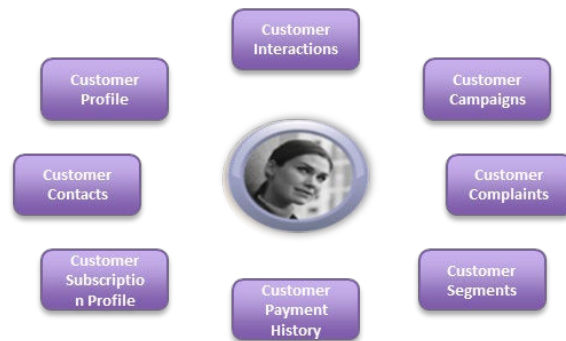 Customer
Interactions
Customer
Profile
Customer
Campaigns
Customer
Contacts
Customer
Complaints
Customer
Subscriptio
n Profile
Customer
Segments
Customer
Payment
History